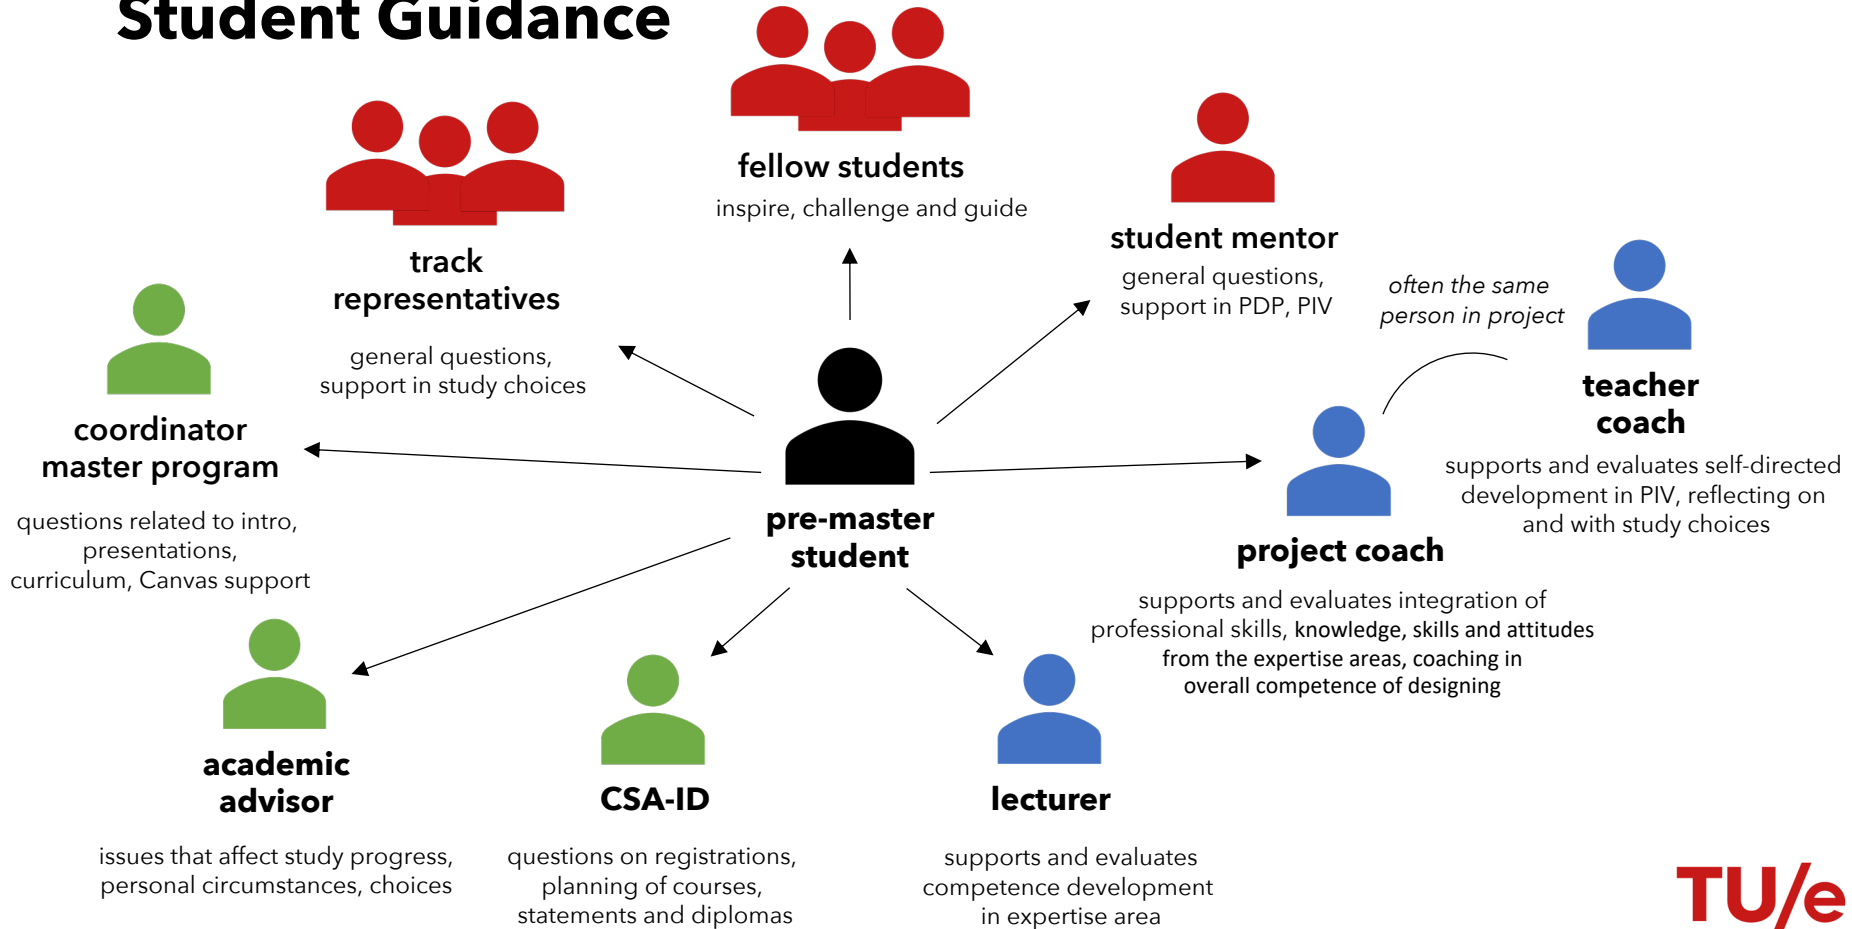 Student Guidance
fellow students
inspire, challenge and guide
track
representatives
general questions,
support in study choices
student mentor
general questions,
support in PDP, PIV
often the same
person in project
teacher
coach
supports and evaluates self-directed
development in PIV, reflecting on
and with study choices
coordinator
master program
questions related to intro,
presentations,
curriculum, Canvas support
pre-master
student
project coach
supports and evaluates integration of
professional skills, knowledge, skills and attitudes
from the expertise areas, coaching in
overall competence of designing
academic
advisor
issues that affect study progress,
personal circumstances, choices
CSA-ID
questions on registrations,
planning of courses,
statements and diplomas
lecturer
supports and evaluates
competence development
in expertise area
TU/e